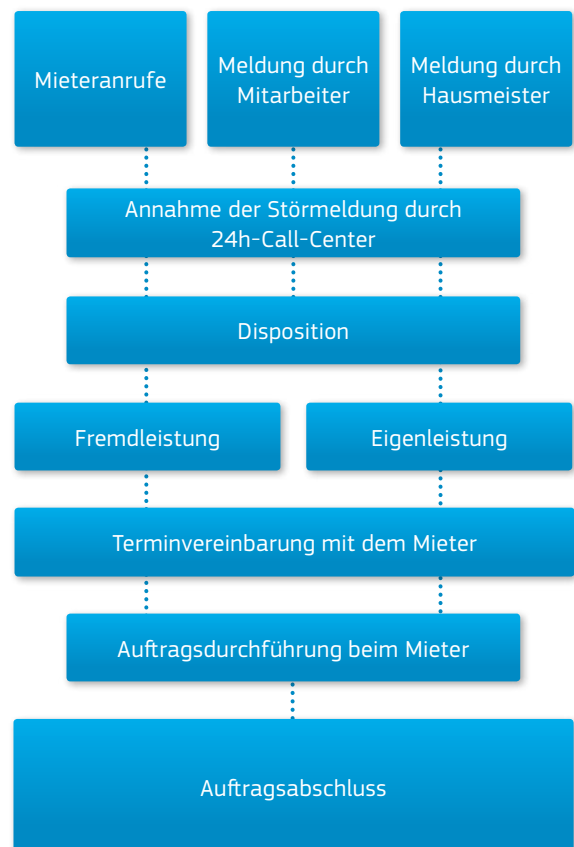 Mieteranrufe
Meldung durch
Mitarbeiter
Meldung durch
Hausmeister
Annahme der Störmeldung durch
24h-Call-Center
Disposition
Fremdleistung
Eigenleistung
Terminvereinbarung mit dem Mieter
Auftragsdurchführung beim Mieter
Auftragsabschluss